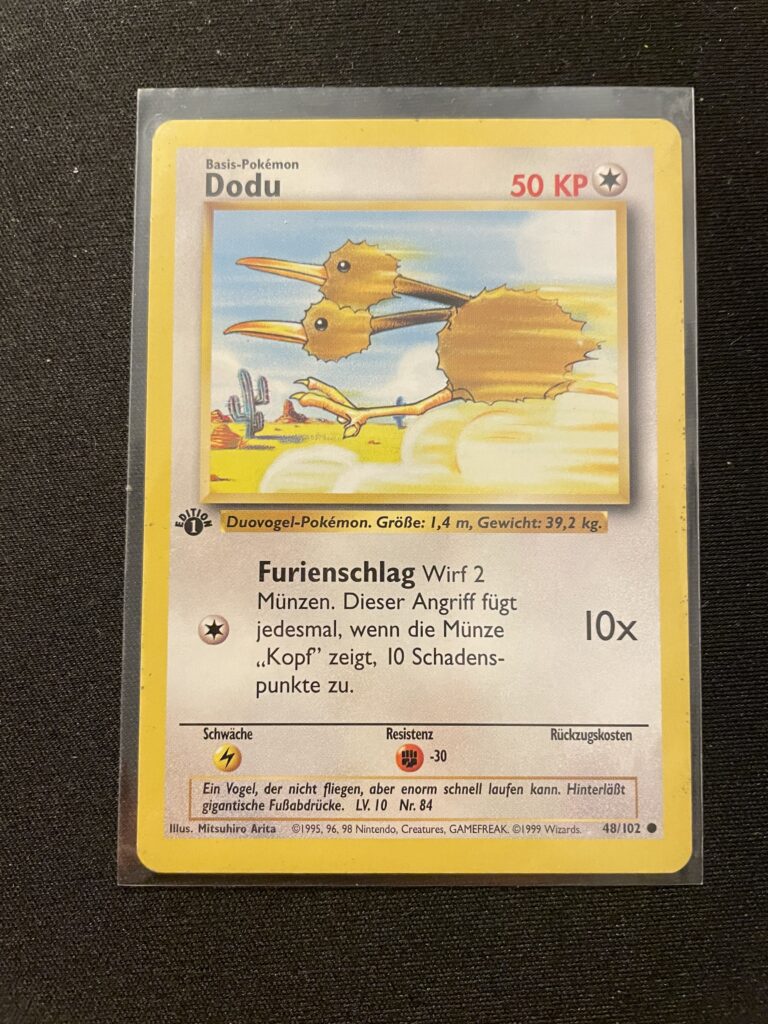 Basis-Pokémon
Dodu
50 KP
EDITION
1
Duovogel-Pokémon. Größe: 1,4 m, Gewicht: 39,2 kg.
Furienschlag Wirf 2
Münzen. Dieser Angriff fügt
jedesmal, wenn die Münze
„Kopf” zeigt, 10 Schadens-
punkte zu.
10x
Schwäche Resistenz Rückzugskosten
-30
Ein Vogel, der nicht fliegen, aber enorm schnell laufen kann. Hinterläßt
gigantische Fußabdrücke. LV. 10 Nr. 84
Illus. Mitsuhiro Arita ©1995, 96, 98 Nintendo, Creatures, GAMEFREAK. ©1999 Wizards. 48/102 ●